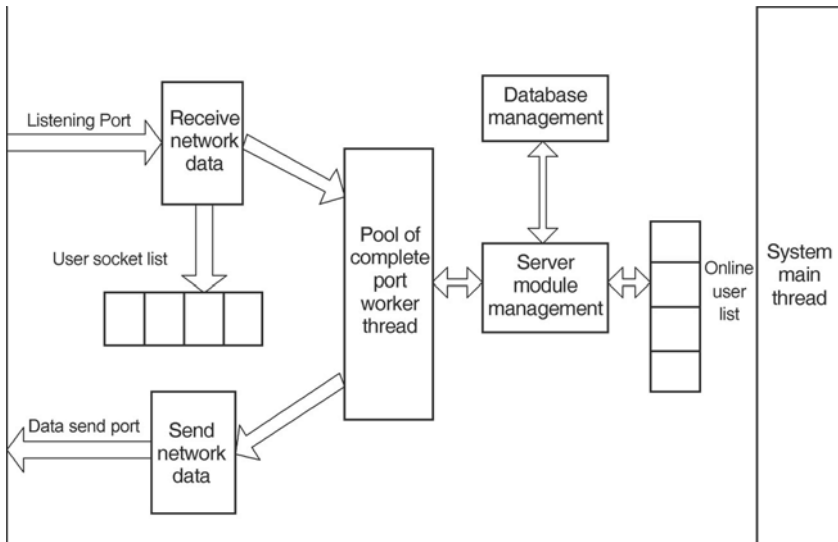 Listening Port
Receive
network
data
User socket list
Data send port
Send
network
data
Pool of
complete
port
worker
thread
Database
management
Server
module
management
Online
user
list
System
main
thread